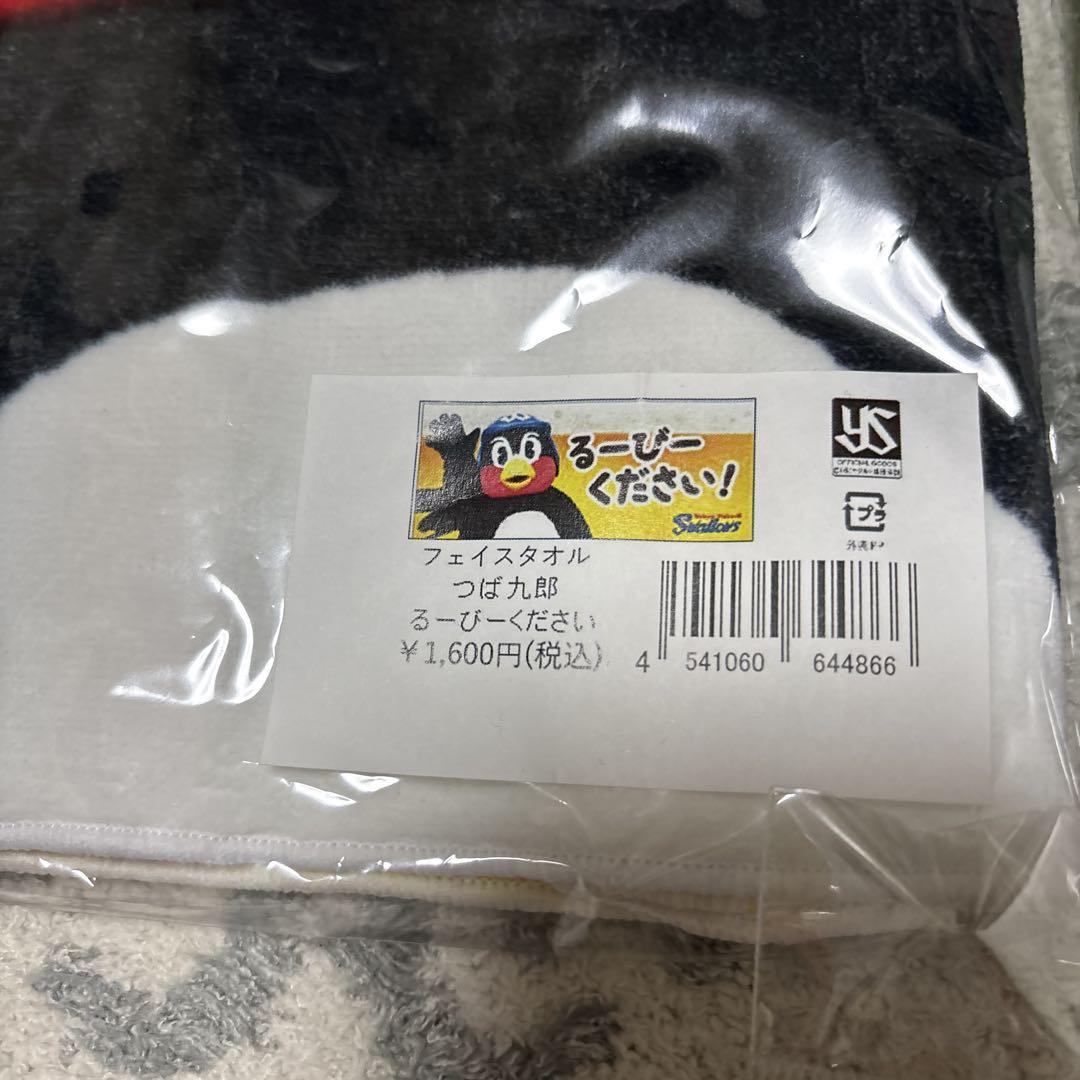 るーびー
ください!
Swallows
フェイスタオル
つば九郎
るーびーください
¥1,600円(税込)
YS
OFFICIAL GOODS
プラ
4 541060 644866